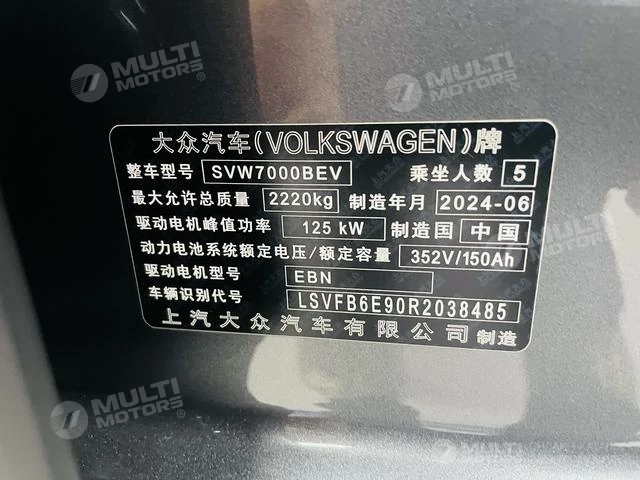 MULTI
MOTORS
MULTI
MOTORS
大众汽车(VOLKSWAGEN)牌
整车型号 SVW7000BEV 乘坐人数 5
最大允许总质量 2220kg 制造年月 2024-06
驱动电机峰值功率 125 kW 制造国 中国
动力电池系统额定电压/额定容量 352V/150Ah
驱动电机型号 EBN
车辆识别代号 LSVFB6E90R2038485
上汽大众汽车有限公司 制造
MULTI
MOTORS
MULTI
MOTORS